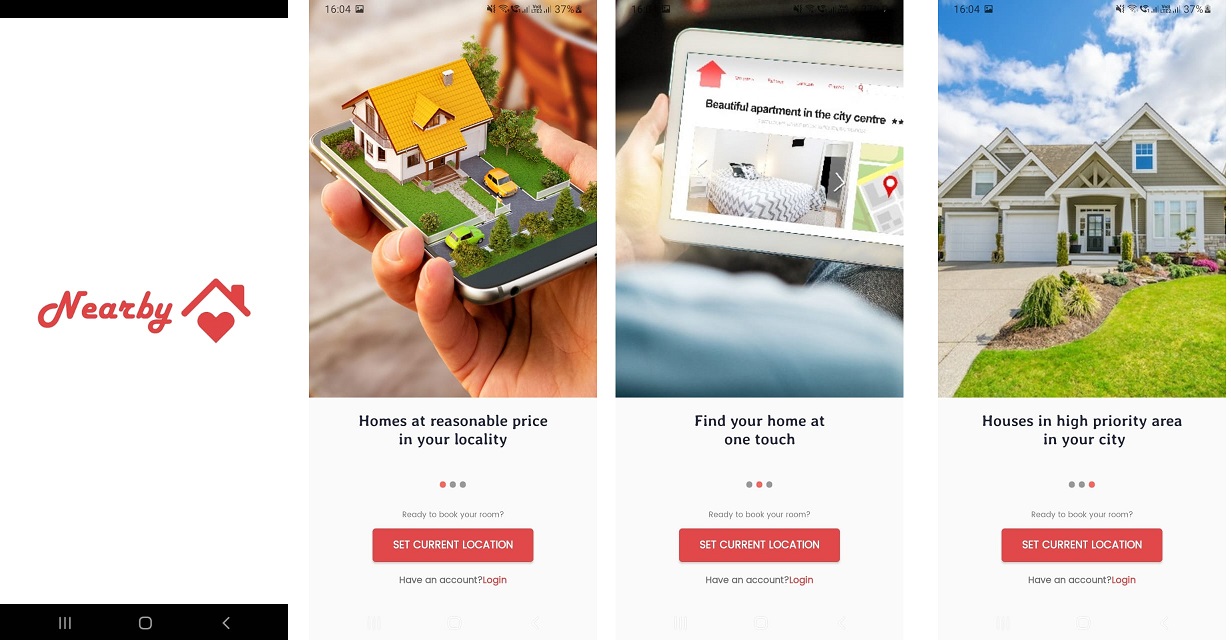 Nearby
16:04
37%
Homes at reasonable price
in your locality
Ready to book your room?
SET CURRENT LOCATION
Have an account?Login
Beautiful apartment in the city centre
Find your home at
one touch
Ready to book your room?
SET CURRENT LOCATION
Have an account?Login
16:04
37%
Houses in high priority area
in your city
Ready to book your room?
SET CURRENT LOCATION
Have an account?Login